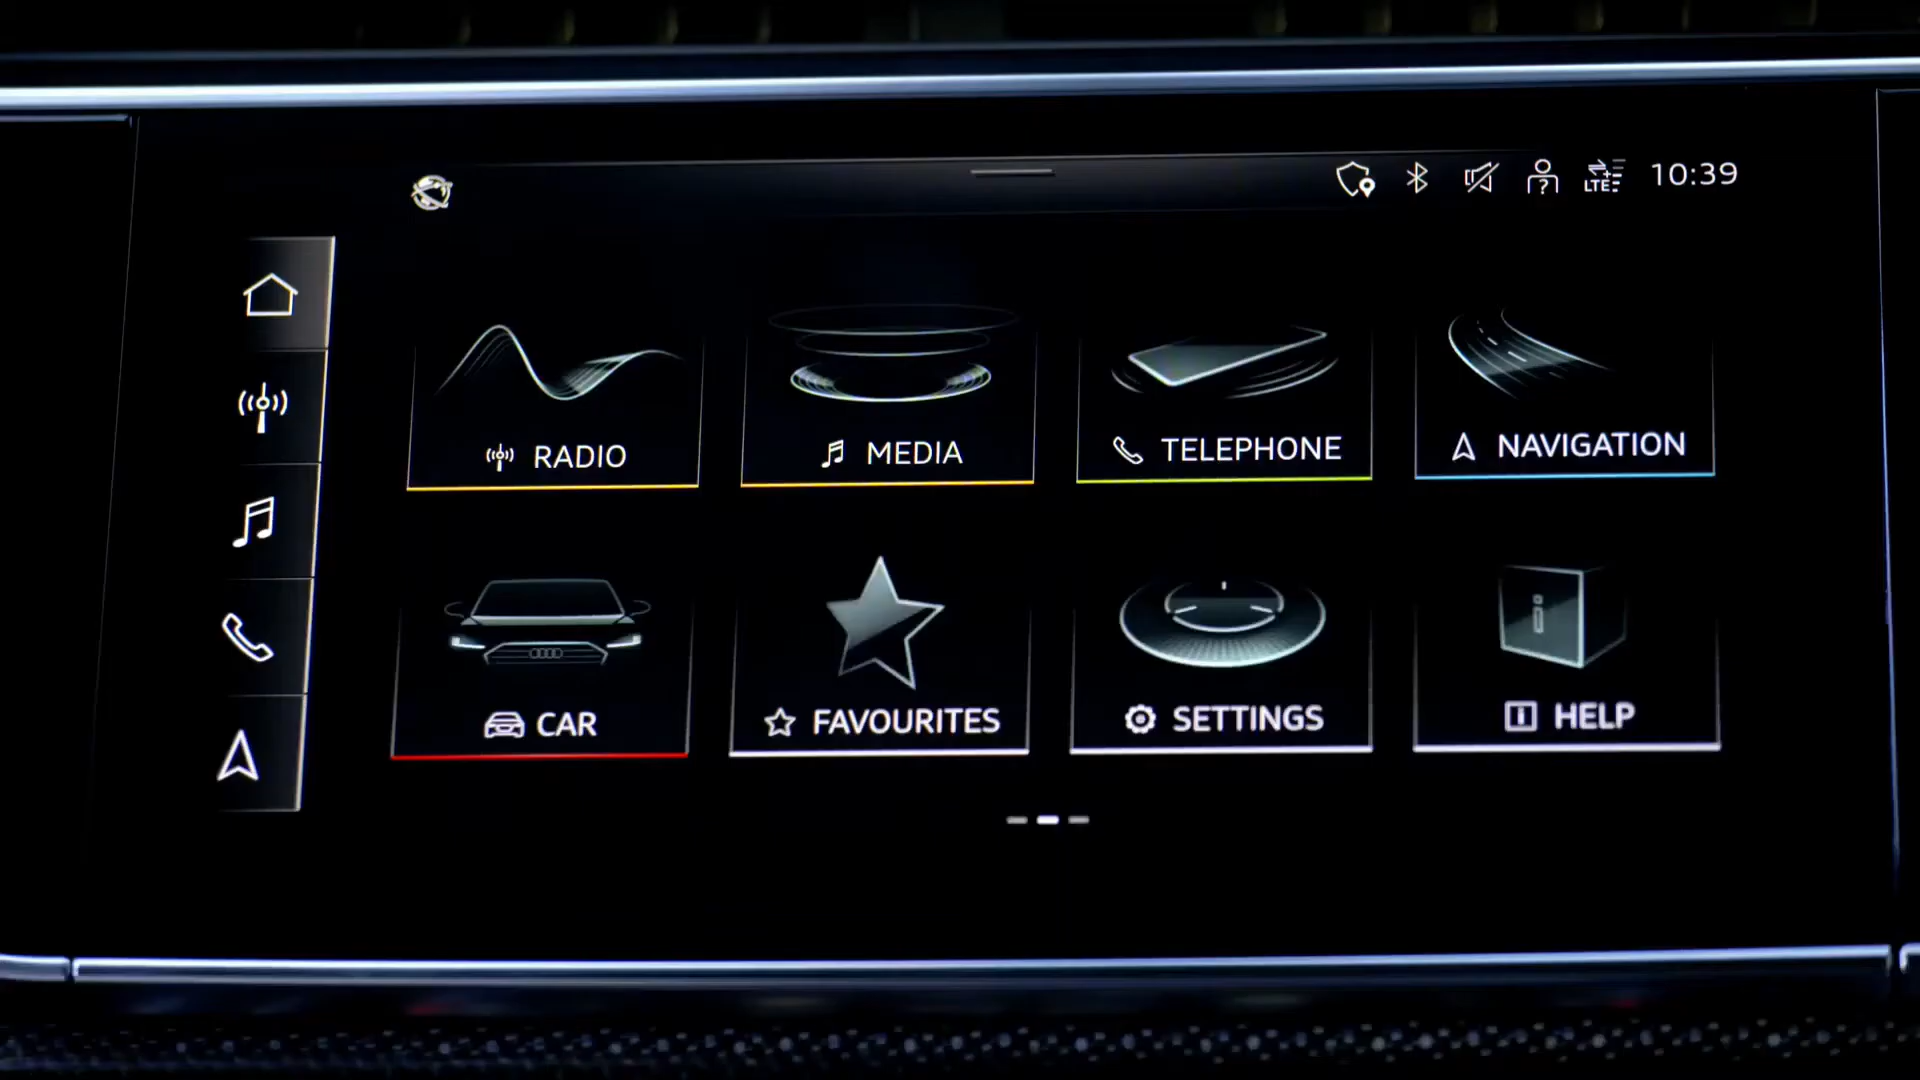 LTE 10:39
RADIO
MEDIA
TELEPHONE
NAVIGATION
CAR
FAVOURITES
SETTINGS
HELP